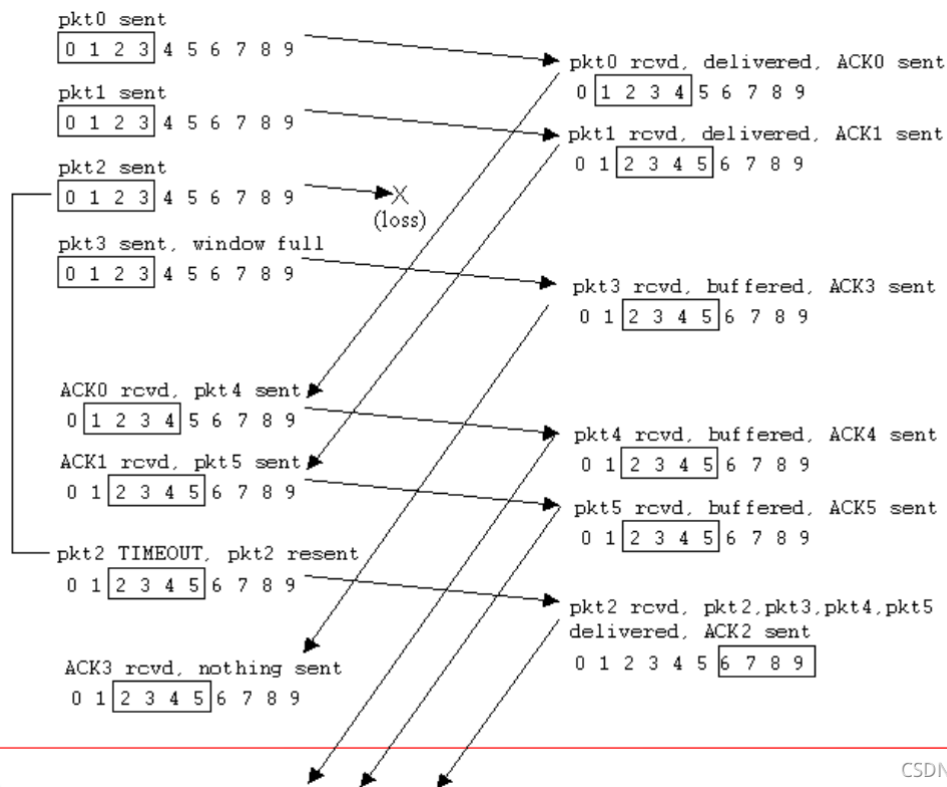 pkt0 sent
0 1 2 3 4 5 6 7 8 9
pkt1 sent
0 1 2 3 4 5 6 7 8 9
pkt2 sent
0 1 2 3 4 5 6 7 8 9
(loss)
pkt3 sent, window full
0 1 2 3 4 5 6 7 8 9
ACK0 rcvd, pkt4 sent
0 1 2 3 4 5 6 7 8 9
ACK1 rcvd, pkt5 sent
0 1 2 3 4 5 6 7 8 9
pkt2 TIMEOUT, pkt2 resent
0 1 2 3 4 5 6 7 8 9
ACK3 rcvd, nothing sent
0 1 2 3 4 5 6 7 8 9
pkt0 rcvd, delivered, ACK0 sent
0 1 2 3 4 5 6 7 8 9
pkt1 rcvd, delivered, ACK1 sent
0 1 2 3 4 5 6 7 8 9
pkt3 rcvd, buffered, ACK3 sent
0 1 2 3 4 5 6 7 8 9
pkt4 rcvd, buffered, ACK4 sent
0 1 2 3 4 5 6 7 8 9
pkt5 rcvd, buffered, ACK5 sent
0 1 2 3 4 5 6 7 8 9
pkt2 rcvd, pkt2,pkt3,pkt4,pkt5
delivered, ACK2 sent
0 1 2 3 4 5 6 7 8 9
CSDN